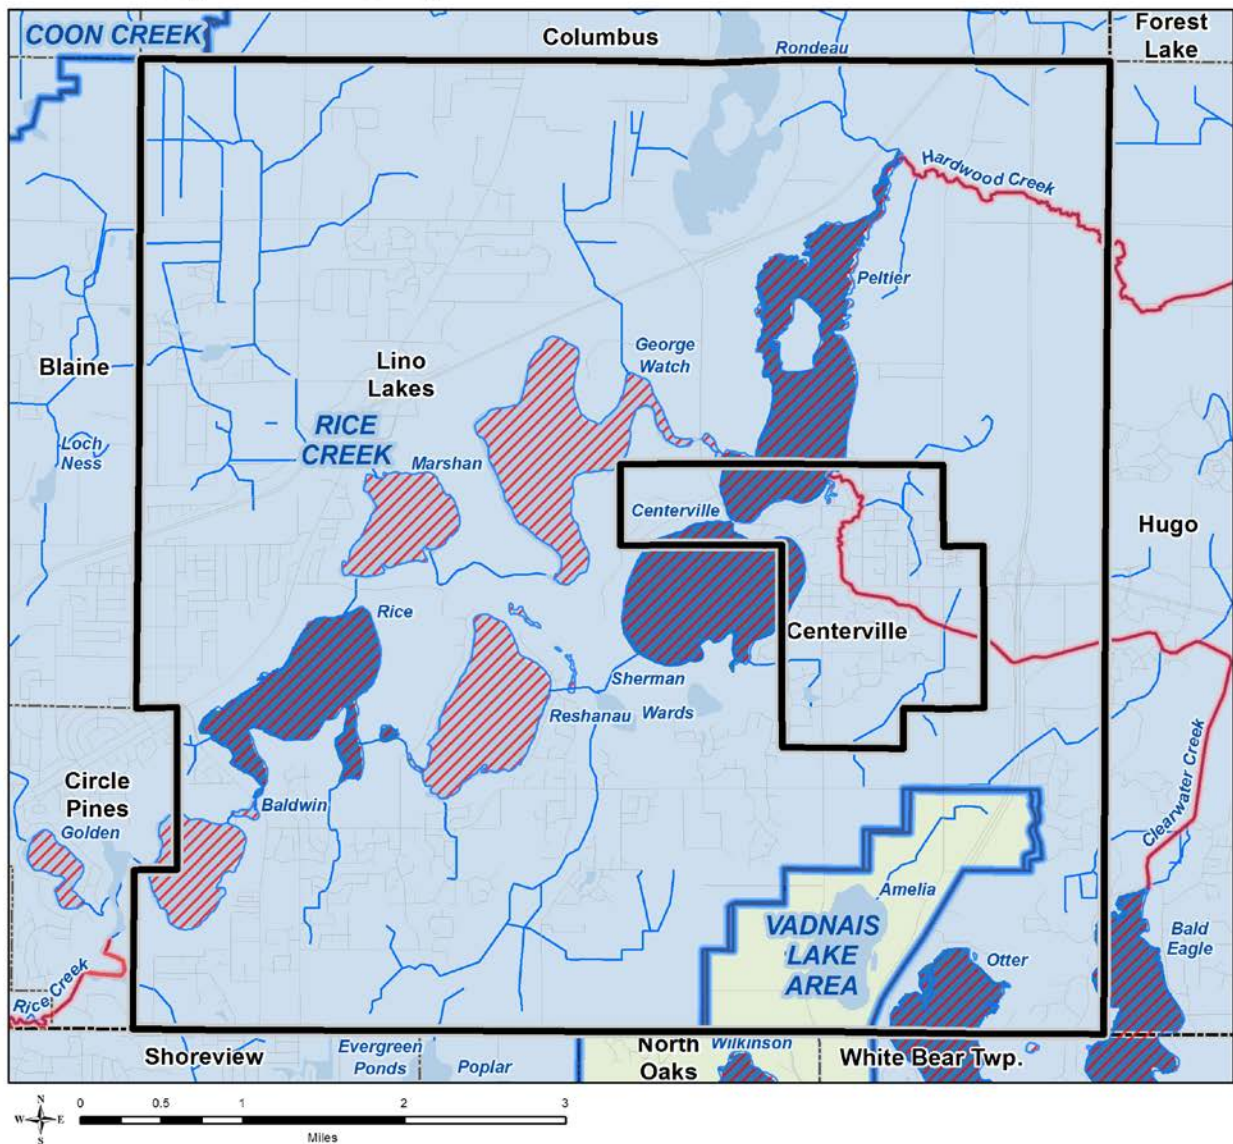 COON CREEK
Columbus
Forest
Lake
Rondeau
Hardwood Creek
Peltier
Blaine
Lino
Lakes
George
Watch
RICE
CREEK
Marshan
Loch
Ness
Centerville
Hugo
Rice
Centerville
Sherman
Reshanau
Wards
Circle
Pines
Golden
Baldwin
Clearwater Creek
Amelia
VADNAIS
LAKE
AREA
Otter
Bald
Eagle
Rice Creek
Shoreview
Evergreen
Ponds
Poplar
North
Oaks
Wilkinson
White Bear Twp.
N
W E
S
0 0.5 1 2 3
Miles